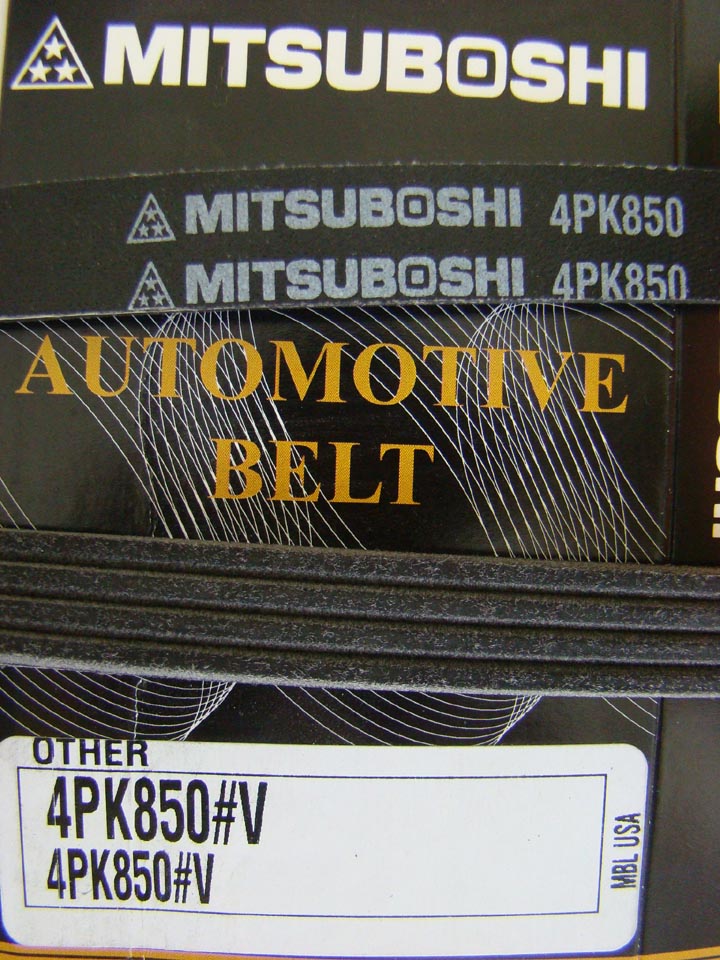 MITSUBOSHI
MITSUBOSHI 4PK850
MITSUBOSHI 4PK850
AUTOMOTIVE
BELT
OTHER
4PK850#V
4PK850#V
MBL USA